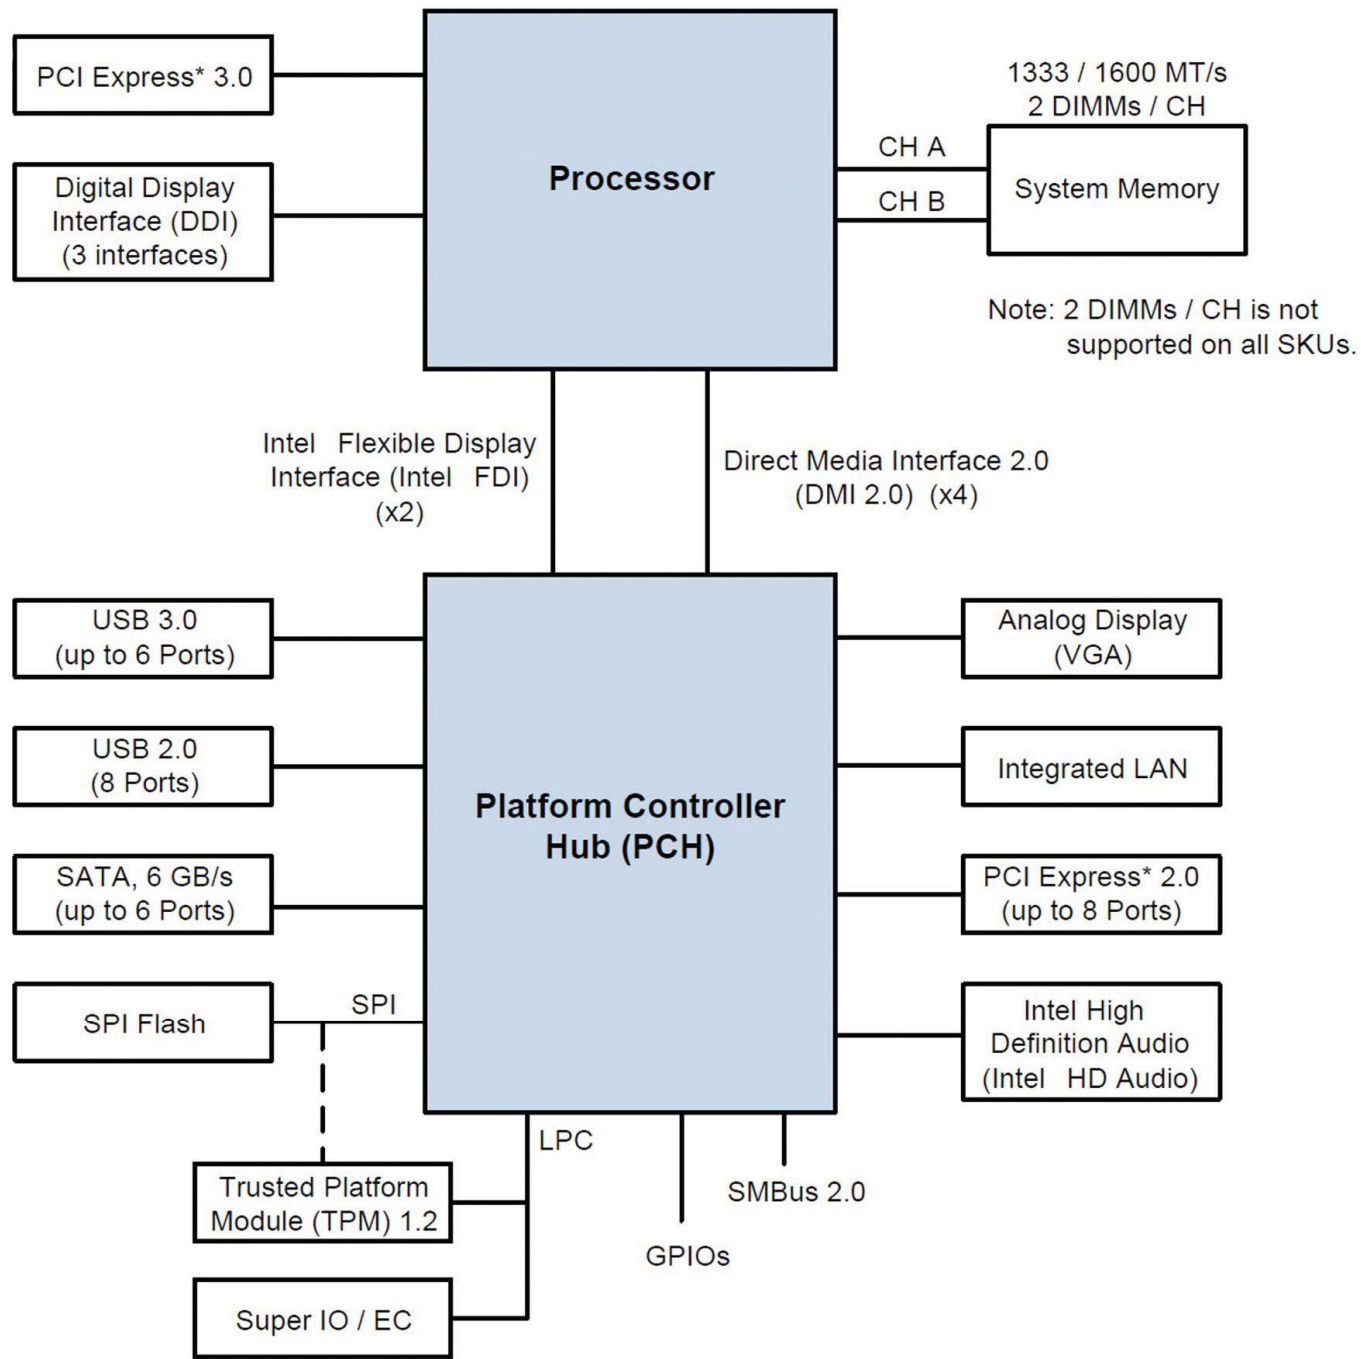 PCI Express* 3.0
Digital Display
Interface (DDI)
(3 interfaces)
Processor
1333 / 1600 MT/s
2 DIMMs / CH
CH A
CH B
System Memory
Note: 2 DIMMs / CH is not
supported on all SKUs.
Intel Flexible Display
Interface (Intel FDI)
(x2)
Direct Media Interface 2.0
(DMI 2.0) (x4)
USB 3.0
(up to 6 Ports)
USB 2.0
(8 Ports)
SATA, 6 GB/s
(up to 6 Ports)
SPI Flash
SPI
Platform Controller
Hub (PCH)
Analog Display
(VGA)
Integrated LAN
PCI Express* 2.0
(up to 8 Ports)
Intel High
Definition Audio
(Intel HD Audio)
LPC
Trusted Platform
Module (TPM) 1.2
Super IO / EC
GPIOs
SMBus 2.0